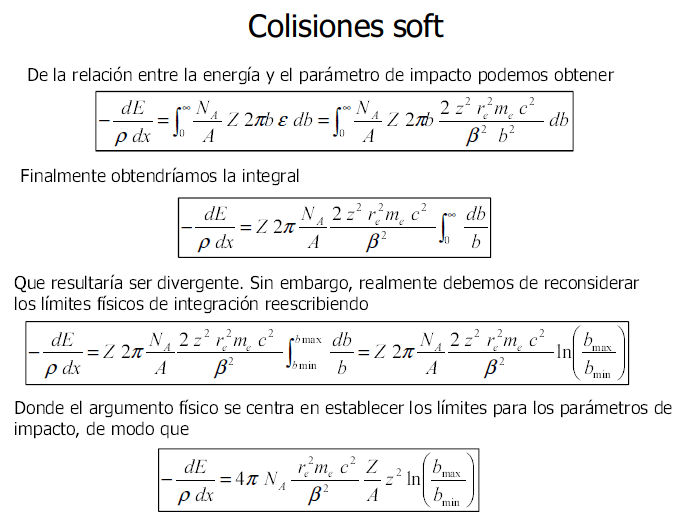 Colisiones soft
De la relación entre la energía y el parámetro de impacto podemos obtener
$-\frac{dE}{\rho\, dx} = \int_0^\infty \frac{N_A}{A} Z\, 2\pi b\, \varepsilon\, db = \int_0^\infty \frac{N_A}{A} Z\, 2\pi b \frac{2 z^2 r_e^2 m_e c^2}{\beta^2 b^2} db$
Finalmente obtendríamos la integral
$-\frac{dE}{\rho\, dx} = Z\, 2\pi \frac{N_A}{A} \frac{2 z^2 r_e^2 m_e c^2}{\beta^2} \int_0^\infty \frac{db}{b}$
Que resultaría ser divergente. Sin embargo, realmente debemos de reconsiderar
los límites físicos de integración reescribiendo
$-\frac{dE}{\rho\, dx} = Z\, 2\pi \frac{N_A}{A} \frac{2 z^2 r_e^2 m_e c^2}{\beta^2} \int_{b\min}^{b\max} \frac{db}{b} = Z\, 2\pi \frac{N_A}{A} \frac{2 z^2 r_e^2 m_e c^2}{\beta^2} \ln\left(\frac{b_{\max}}{b_{\min}}\right)$
Donde el argumento físico se centra en establecer los límites para los parámetros de
impacto, de modo que
$-\frac{dE}{\rho\, dx} = 4\pi\, N_A \frac{r_e^2 m_e c^2}{\beta^2} \frac{Z}{A} z^2 \ln\left(\frac{b_{\max}}{b_{\min}}\right)$